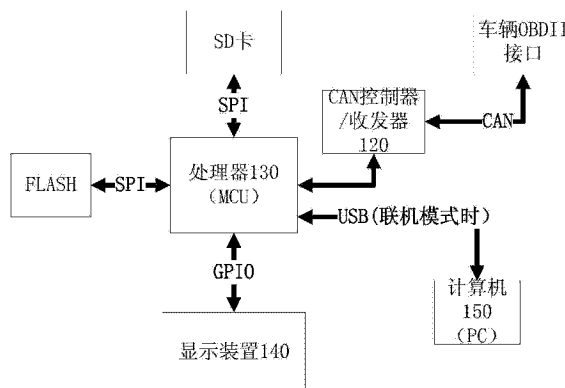 SD卡
车辆OBDII
接口
SPI
CAN控制器
/收发器
120
CAN
FLASH
SPI
处理器130
（MCU）
USB(联机模式时)
GPIO
计算机
150
（PC）
显示装置140